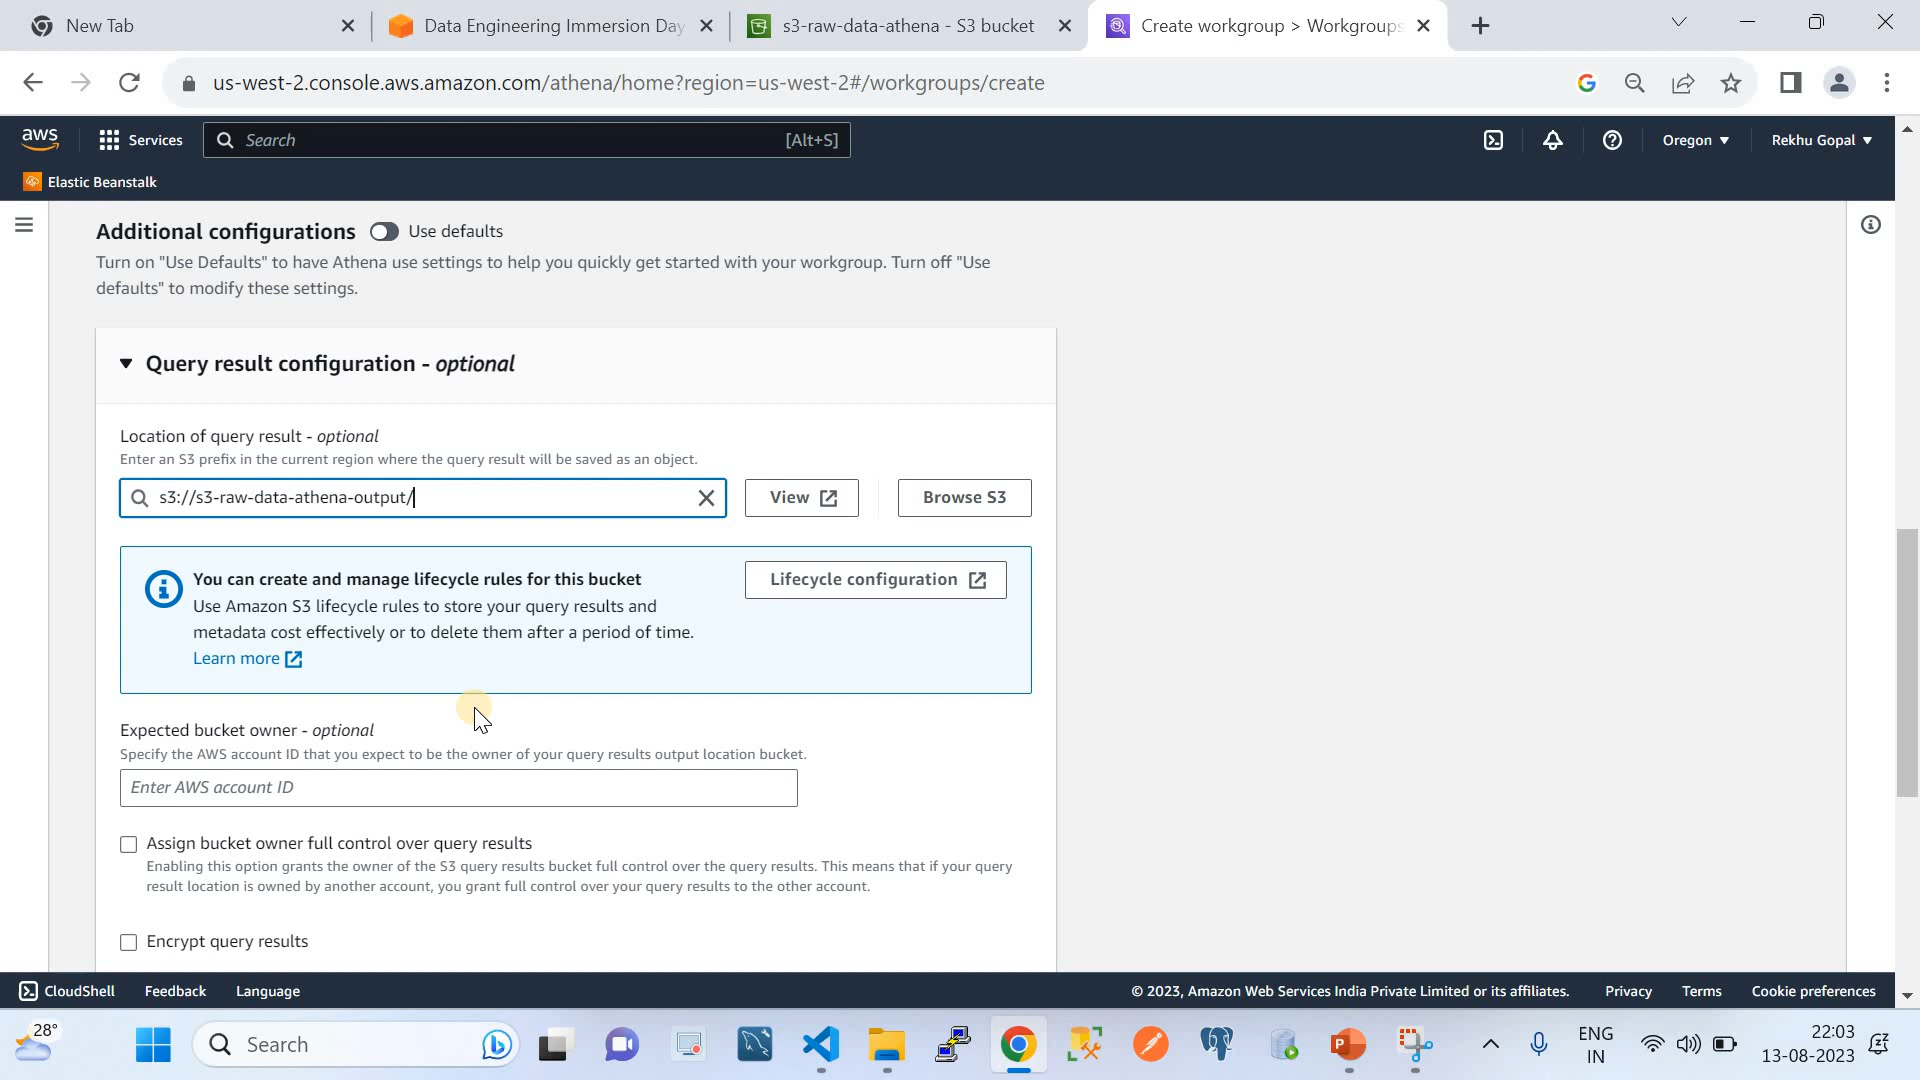 New Tab
Data Engineering Immersion Day
s3-raw-data-athena - S3 bucket
Create workgroup > Workgroups
us-west-2.console.aws.amazon.com/athena/home?region=us-west-2#/workgroups/create
aws
Services
Search
[Alt+S]
Oregon
Rekhu Gopal
Elastic Beanstalk
Additional configurations
Use defaults
Turn on "Use Defaults" to have Athena use settings to help you quickly get started with your workgroup. Turn off "Use
defaults" to modify these settings.
Query result configuration - optional
Location of query result - optional
Enter an S3 prefix in the current region where the query result will be saved as an object.
s3://s3-raw-data-athena-output/
View
Browse S3
You can create and manage lifecycle rules for this bucket
Lifecycle configuration
Use Amazon S3 lifecycle rules to store your query results and
metadata cost effectively or to delete them after a period of time.
Learn more
Expected bucket owner - optional
Specify the AWS account ID that you expect to be the owner of your query results output location bucket.
Enter AWS account ID
Assign bucket owner full control over query results
Enabling this option grants the owner of the S3 query results bucket full control over the query results. This means that if your query
result location is owned by another account, you grant full control over your query results to the other account.
Encrypt query results
CloudShell
Feedback
Language
© 2023, Amazon Web Services India Private Limited or its affiliates.
Privacy
Terms
Cookie preferences
28°
Search
ENG
IN
22:03
13-08-2023